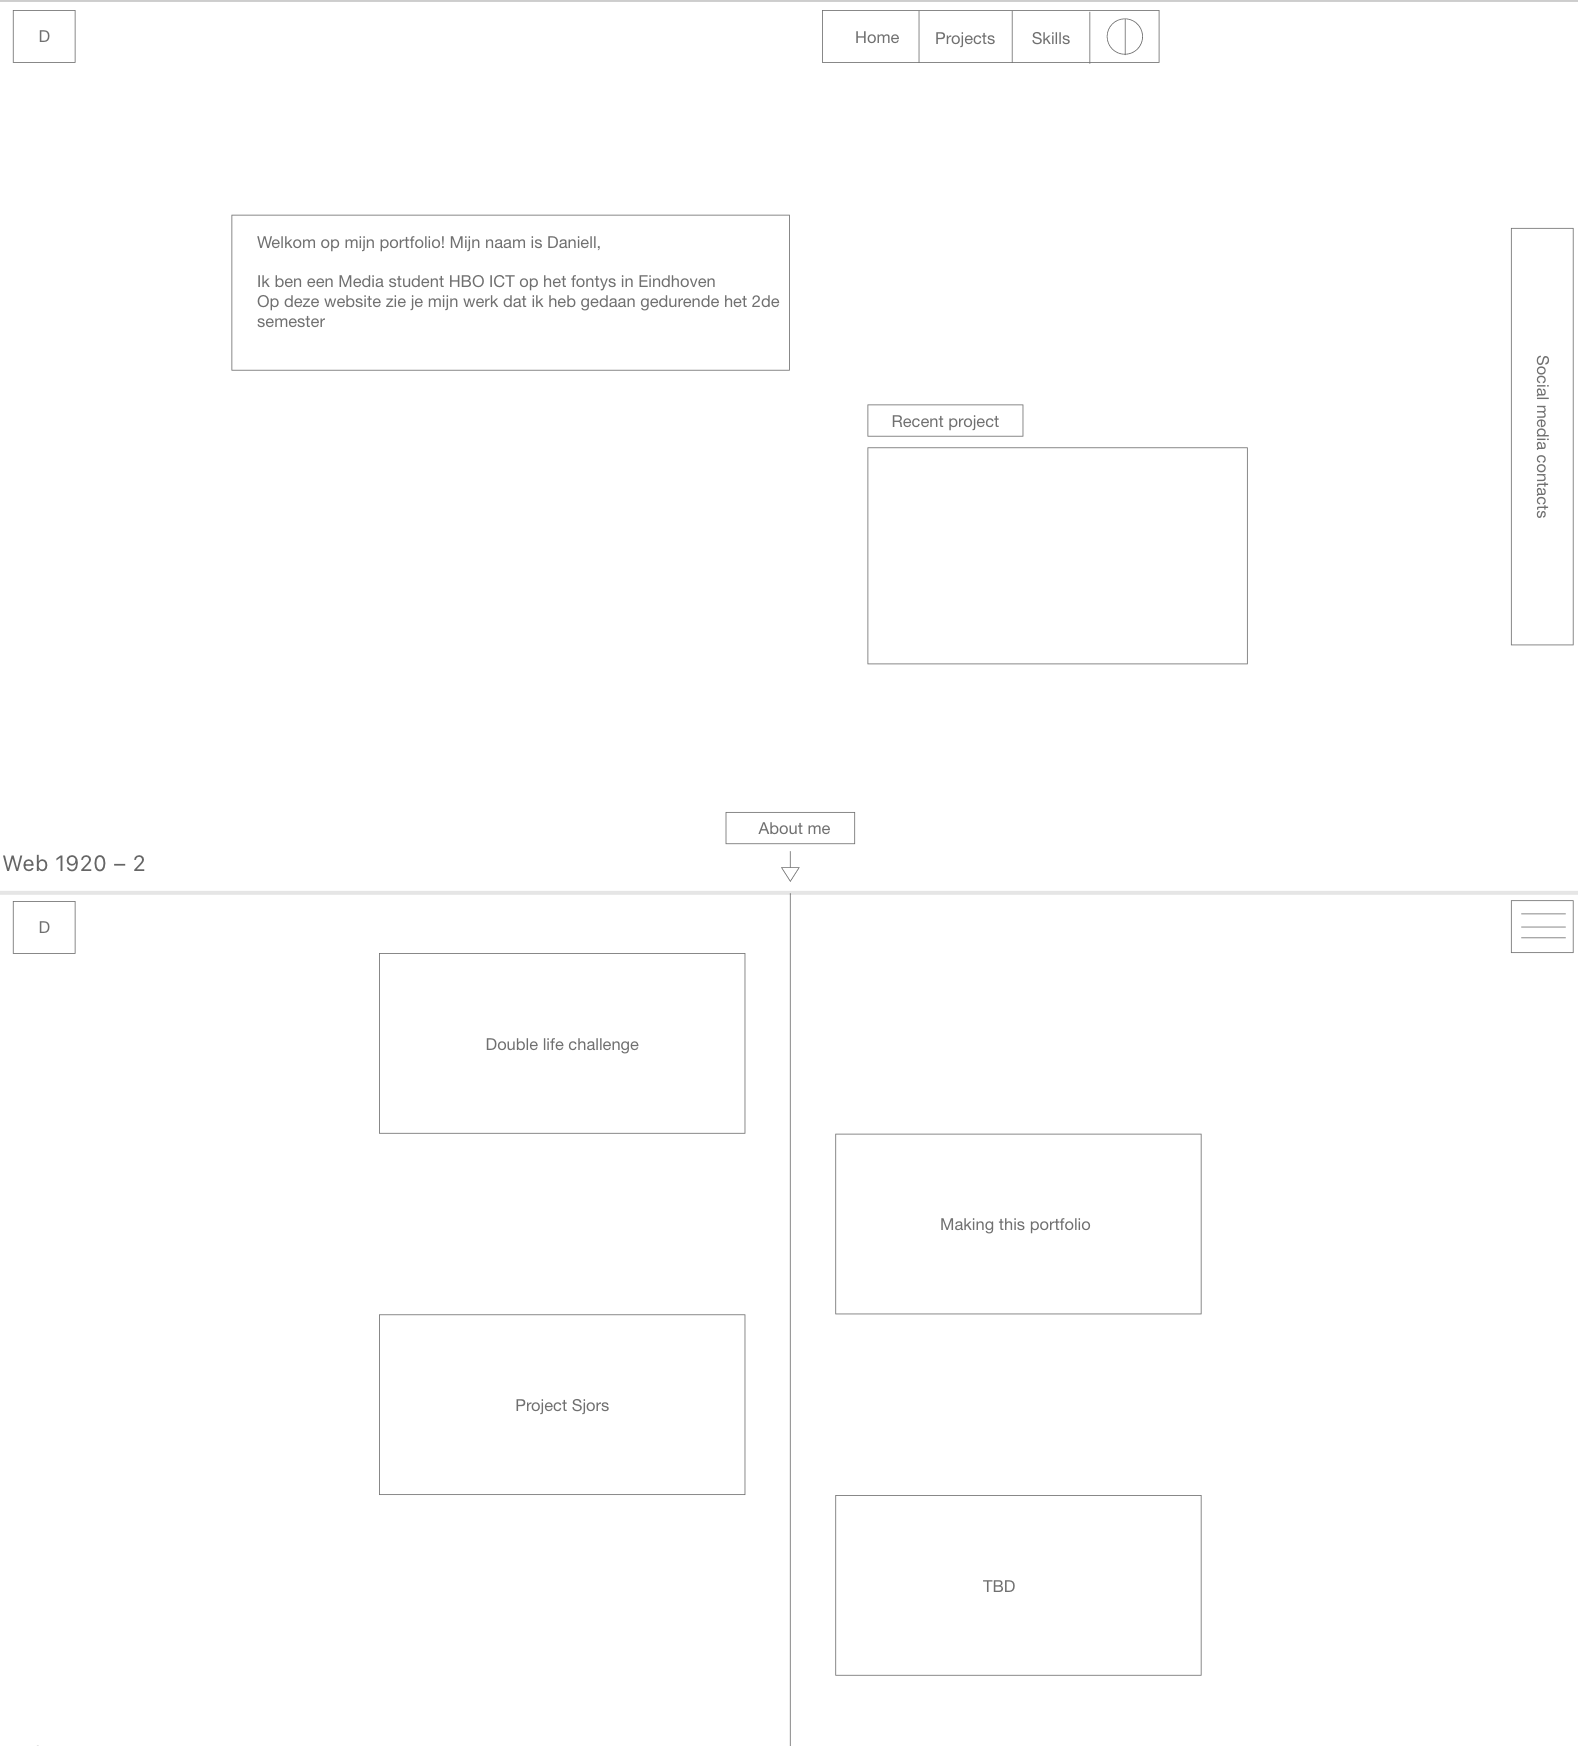 D
Home
Projects
Skills
Welkom op mijn portfolio! Mijn naam is Daniell,
Ik ben een Media student HBO ICT op het fontys in Eindhoven
Op deze website zie je mijn werk dat ik heb gedaan gedurende het 2de
semester
Social media contacts
Recent project
About me
Web 1920 – 2
D
Double life challenge
Making this portfolio
Project Sjors
TBD